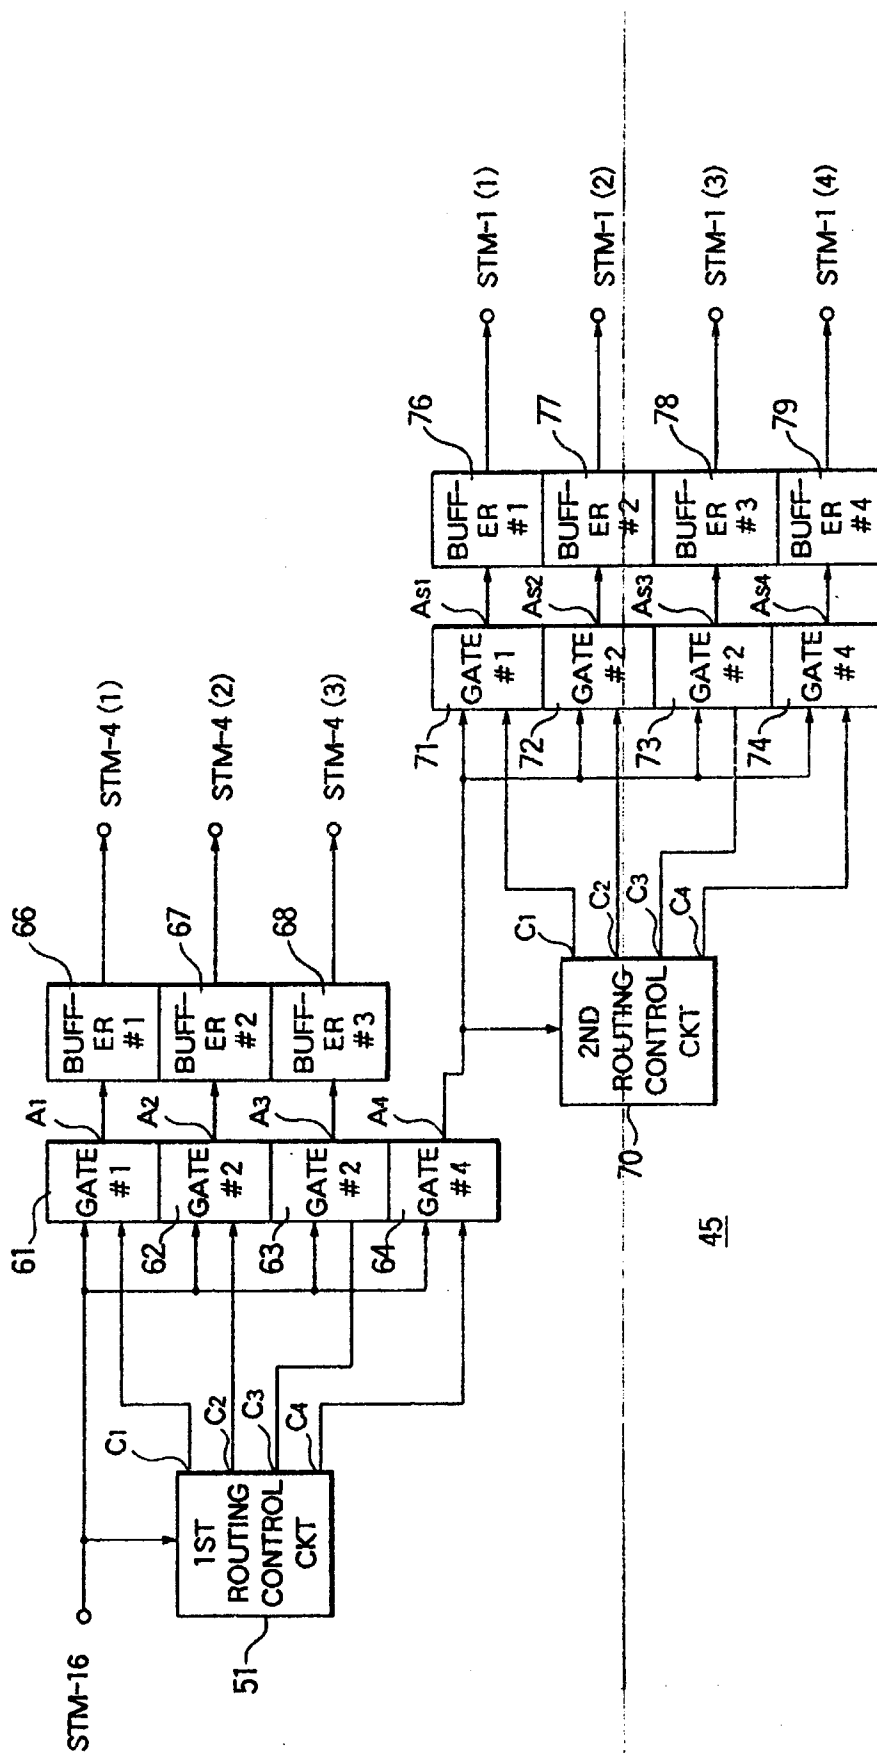 STM-16
51
1ST
ROUTING
CONTROL
CKT
C1
C2
C3
C4
61
GATE
#1
62
GATE
#2
63
GATE
#2
64
GATE
#4
A1
A2
A3
A4
66
BUFF-
ER
#1
67
BUFF-
ER
#2
68
BUFF-
ER
#3
STM-4 (1)
STM-4 (2)
STM-4 (3)
70
2ND
ROUTING
CONTROL
CKT
C1
C2
C3
C4
71
GATE
#1
72
GATE
#2
73
GATE
#2
74
GATE
#4
As1
As2
As3
As4
76
BUFF-
ER
#1
77
BUFF-
ER
#2
78
BUFF-
ER
#3
79
BUFF-
ER
#4
STM-1 (1)
STM-1 (2)
STM-1 (3)
STM-1 (4)
45